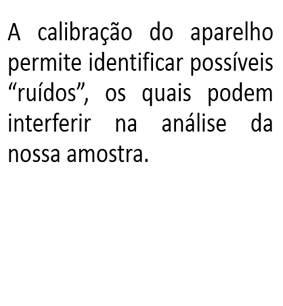 A calibração do aparelho
permite identificar possíveis
“ruídos”, os quais podem
interferir na análise da
nossa amostra.